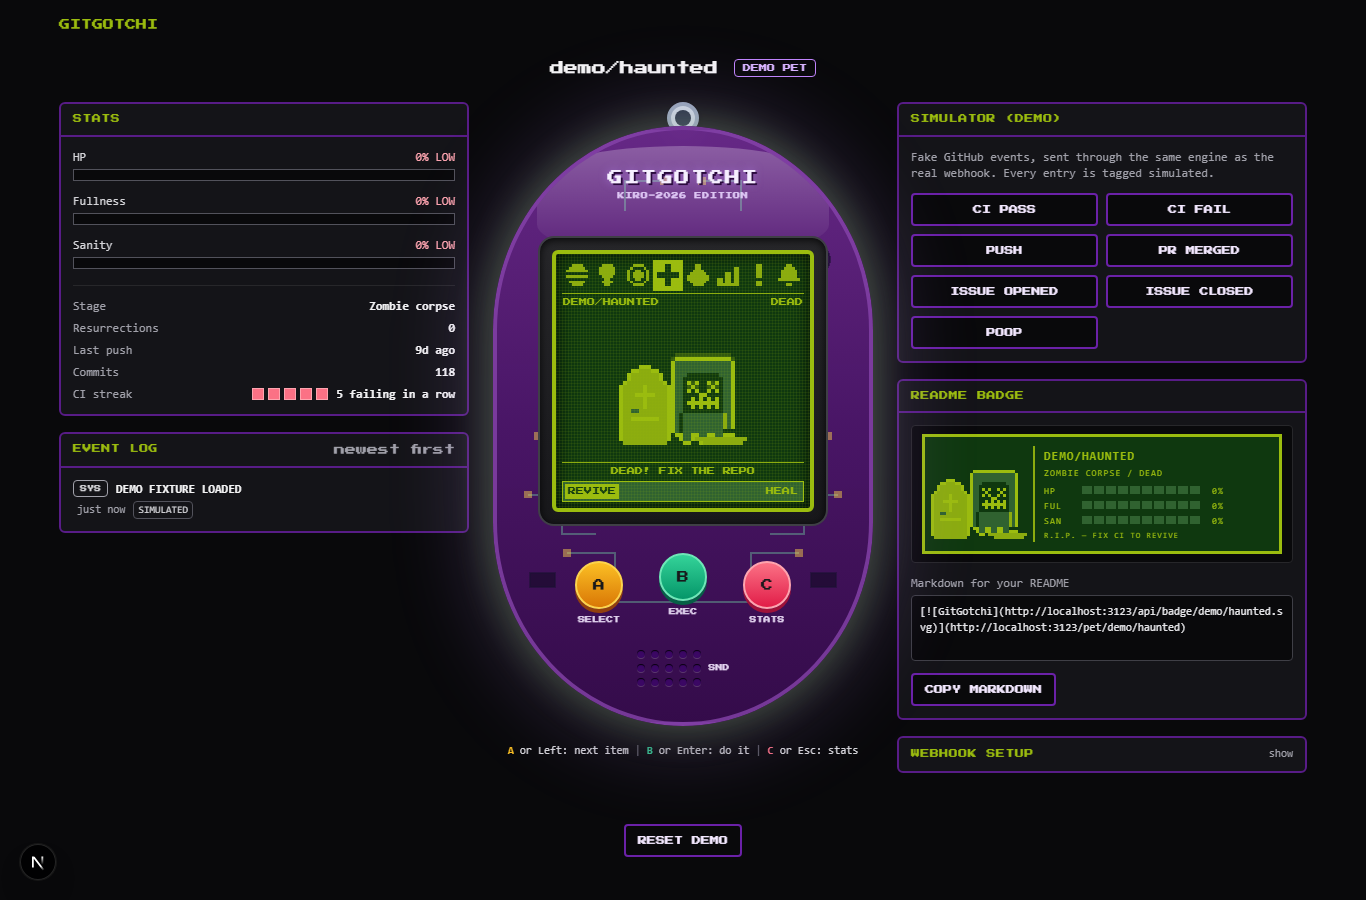 GITGOTCHI
demo/haunted DEMO PET
STATS
HP 0% LOW
Fullness 0% LOW
Sanity 0% LOW
Stage Zombie corpse
Resurrections 0
Last push 9d ago
Commits 118
CI streak 5 failing in a row
EVENT LOG newest first
SYS DEMO FIXTURE LOADED
just now SIMULATED
GITGOTCHI
KIRO-2026 EDITION
DEMO/HAUNTED DEAD
DEAD! FIX THE REPO
REVIVE HEAL
A B C
SELECT EXEC STATS
SND
A or Left: next item | B or Enter: do it | C or Esc: stats
RESET DEMO
SIMULATOR (DEMO)
Fake GitHub events, sent through the same engine as the
real webhook. Every entry is tagged simulated.
CI PASS CI FAIL
PUSH PR MERGED
ISSUE OPENED ISSUE CLOSED
POOP
README BADGE
DEMO/HAUNTED
ZOMBIE CORPSE / DEAD
HP 0%
FUL 0%
SAN 0%
R.I.P. — FIX CI TO REVIVE
Markdown for your README
[![GitGotchi](http://localhost:3123/api/badge/demo/haunted.s
vg)](http://localhost:3123/pet/demo/haunted)
COPY MARKDOWN
WEBHOOK SETUP show
N